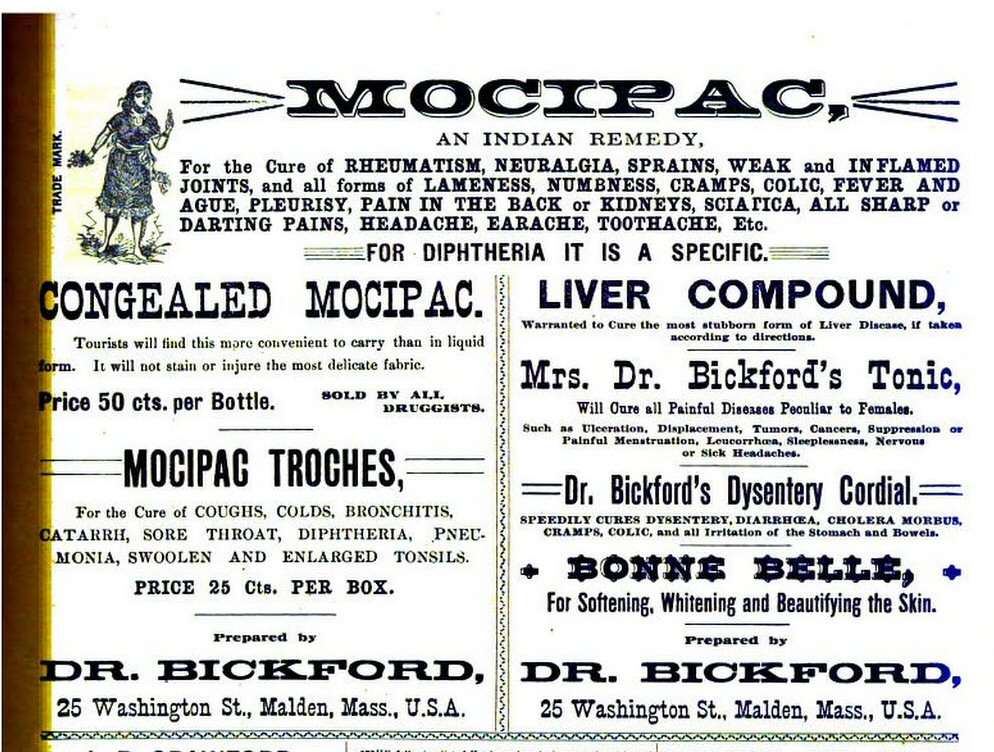 TRADE MARK.
MOCIPAC,
AN INDIAN REMEDY,
For the Cure of RHEUMATISM, NEURALGIA, SPRAINS, WEAK and INFLAMED
JOINTS, and all forms of LAMENESS, NUMBNESS, CRAMPS, COLIC, FEVER AND
AGUE, PLEURISY, PAIN IN THE BACK or KIDNEYS, SCIATICA, ALL SHARP or
DARTING PAINS, HEADACHE, EARACHE, TOOTHACHE, Etc.
FOR DIPHTHERIA IT IS A SPECIFIC.
CONGEALED MOCIPAC.
Tourists will find this more convenient to carry than in liquid
form. It will not stain or injure the most delicate fabric.
Price 50 cts. per Bottle.
SOLD BY ALL
DRUGGISTS.
MOCIPAC TROCHES,
For the Cure of COUGHS, COLDS, BRONCHITIS,
CATARRH, SORE THROAT, DIPHTHERIA, PNEU-
MONIA, SWOOLEN AND ENLARGED TONSILS.
PRICE 25 Cts. PER BOX.
Prepared by
DR. BICKFORD,
25 Washington St., Malden, Mass., U.S.A.
LIVER COMPOUND,
Warranted to Cure the most stubborn form of Liver Disease, if taken
according to directions.
Mrs. Dr. Bickford's Tonic,
Will Cure all Painful Diseases Peculiar to Females.
Such as Ulceration, Displacement, Tumors, Cancers, Suppression or
Painful Menstruation, Leucorrhœa, Sleeplessness, Nervous
or Sick Headaches.
Dr. Bickford's Dysentery Cordial.
SPEEDILY CURES DYSENTERY, DIARRHŒA, CHOLERA MORBUS,
CRAMPS, COLIC, and all Irritation of the Stomach and Bowels.
BONNE BELLE,
For Softening, Whitening and Beautifying the Skin.
Prepared by
DR. BICKFORD,
25 Washington St., Malden, Mass., U.S.A.